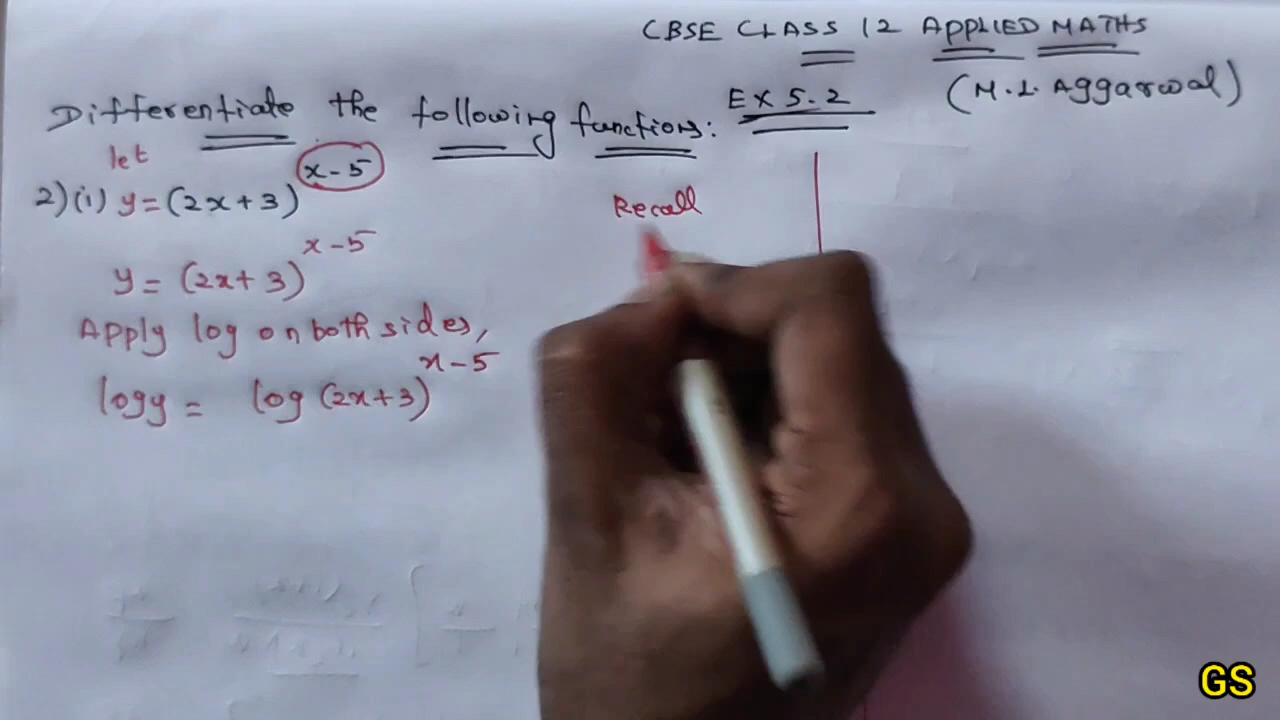 CBSE CLASS 12 APPLIED MATHS
(M.L. Aggarwal)
Differentiate the following functions: EX 5.2
let
2)(i) y = (2x+3)^x-5
y = (2x+3)^x-5
Apply log on both sides,
logy = log (2x+3)^x-5
Recall
GS